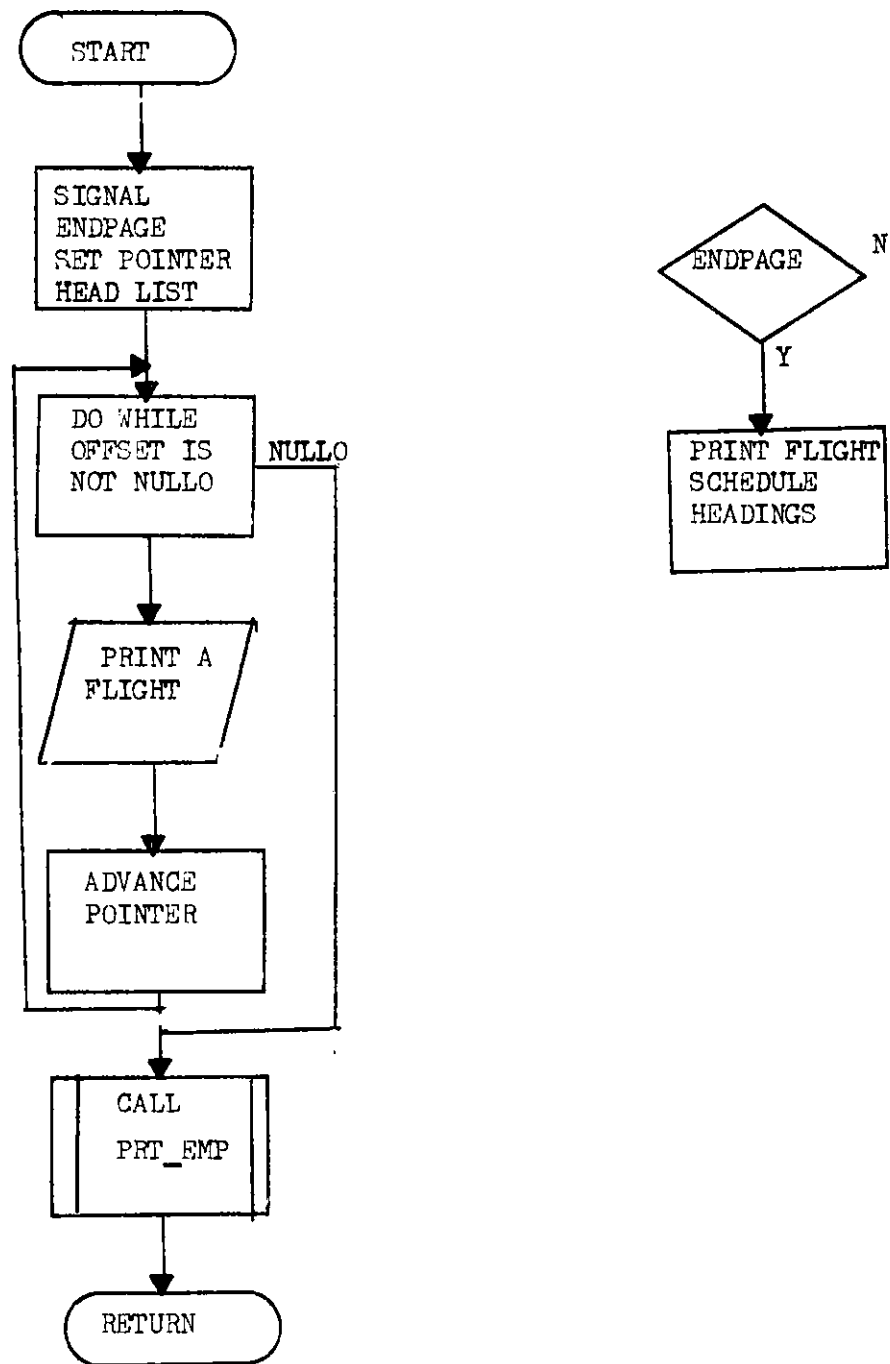 START
SIGNAL
ENDPAGE
SET POINTER
HEAD LIST
DO WHILE
OFFSET IS
NOT NULLO
NULLO
PRINT A
FLIGHT
ADVANCE
POINTER
CALL
PRT_EMP
RETURN
ENDPAGE
N
Y
PRINT FLIGHT
SCHEDULE
HEADINGS